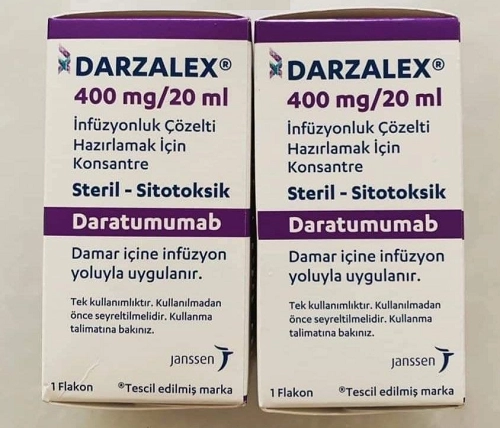 DARZALEX®
400 mg/20 ml
İnfüzyonluk Çözelti
Hazırlamak İçin
Konsantre
Steril - Sitotoksik
Daratumumab
Damar içine infüzyon
yoluyla uygulanır.
Tek kullanımlıktır. Kullanılmadan
önce seyreltilmelidir. Kullanma
talimatına bakınız.
janssen
1 Flakon ®Tescil edilmiş marka
DARZALEX®
400 mg/20 ml
İnfüzyonluk Çözelti
Hazırlamak İçin
Konsantre
Steril - Sitotoksik
Daratumumab
Damar içine infüzyon
yoluyla uygulanır.
Tek kullanımlıktır. Kullanılmadan
önce seyreltilmelidir. Kullanma
talimatına bakınız.
janssen
1 Flakon ®Tescil edilmiş marka